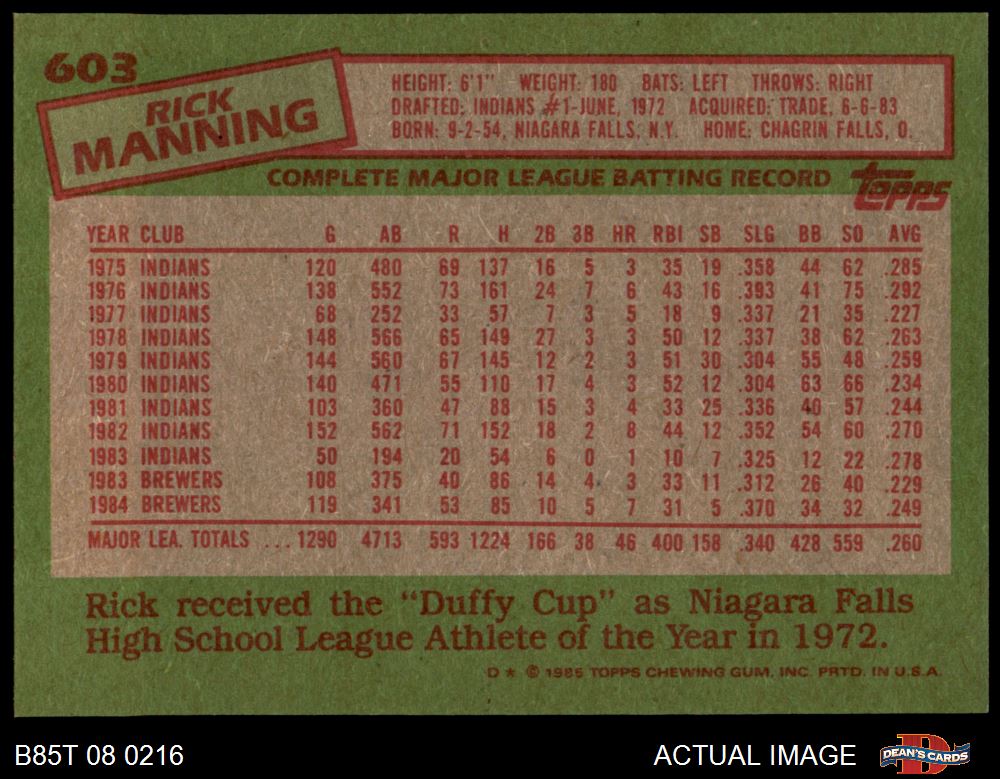 603
RICK
MANNING
HEIGHT: 6'1" WEIGHT: 180 BATS: LEFT THROWS: RIGHT
DRAFTED: INDIANS #1-JUNE, 1972 ACQUIRED: TRADE, 6-6-83
BORN: 9-2-54, NIAGARA FALLS, N.Y. HOME: CHAGRIN FALLS, O.
COMPLETE MAJOR LEAGUE BATTING RECORD topps
YEAR CLUB G AB R H 2B 3B HR RBI SB SLG BB SO AVG
1975 INDIANS 120 480 69 137 16 5 3 35 19 .358 44 62 .285
1976 INDIANS 138 552 73 161 24 7 6 43 16 .393 41 75 .292
1977 INDIANS 68 252 33 57 7 3 5 18 9 .337 21 35 .227
1978 INDIANS 148 566 65 149 27 3 3 50 12 .337 38 62 .263
1979 INDIANS 144 560 67 145 12 2 3 51 30 .304 55 48 .259
1980 INDIANS 140 471 55 110 17 4 3 52 12 .304 63 66 .234
1981 INDIANS 103 360 47 88 15 3 4 33 25 .336 40 57 .244
1982 INDIANS 152 562 71 152 18 2 8 44 12 .352 54 60 .270
1983 INDIANS 50 194 20 54 6 0 1 10 7 .325 12 22 .278
1983 BREWERS 108 375 40 86 14 4 3 33 11 .312 26 40 .229
1984 BREWERS 119 341 53 85 10 5 7 31 5 .370 34 32 .249
MAJOR LEA. TOTALS ... 1290 4713 593 1224 166 38 46 400 158 .340 428 559 .260
Rick received the "Duffy Cup" as Niagara Falls
High School League Athlete of the Year in 1972.
D * © 1985 TOPPS CHEWING GUM, INC. PRTD. IN U.S.A.
B85T 08 0216 ACTUAL IMAGE D DEAN'S CARDS